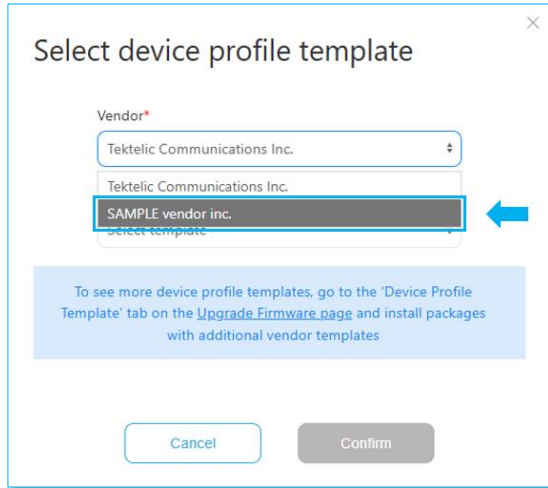 Select device profile template
Vendor*
Tektelic Communications Inc.
Tektelic Communications Inc.
SAMPLE vendor inc.
Select template
To see more device profile templates, go to the 'Device Profile
Template' tab on the Upgrade Firmware page and install packages
with additional vendor templates
Cancel
Confirm